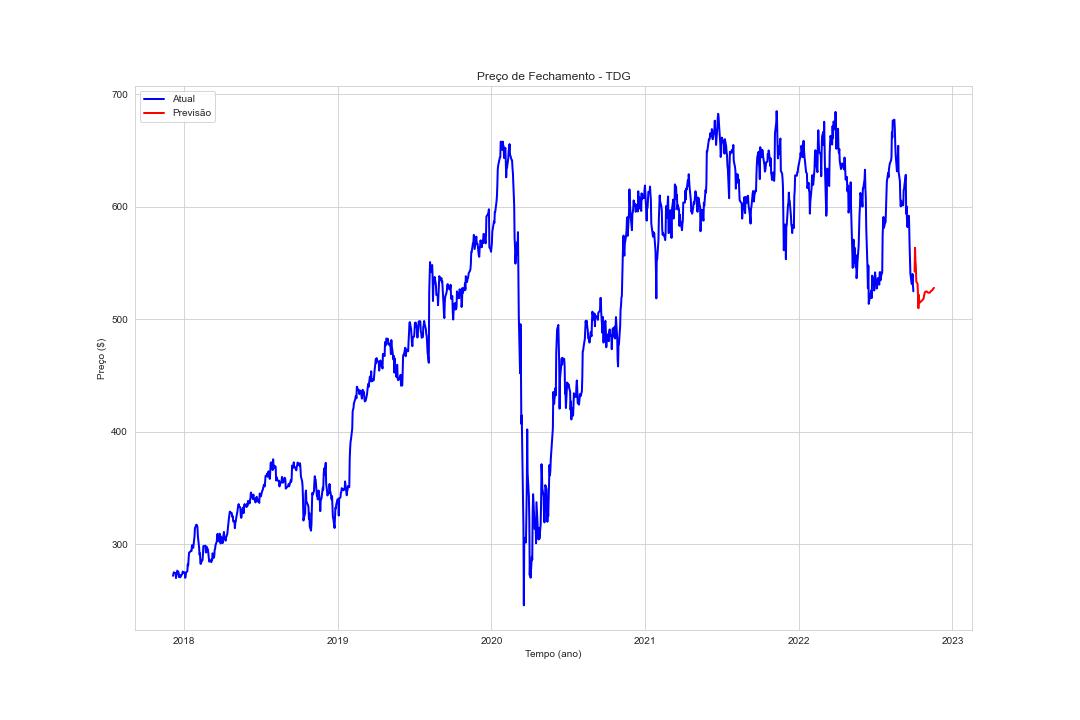 Preço de Fechamento - TDG
Atual
Previsão
700
600
500
400
300
Preço ($)
2018 2019 2020 2021 2022 2023
Tempo (ano)